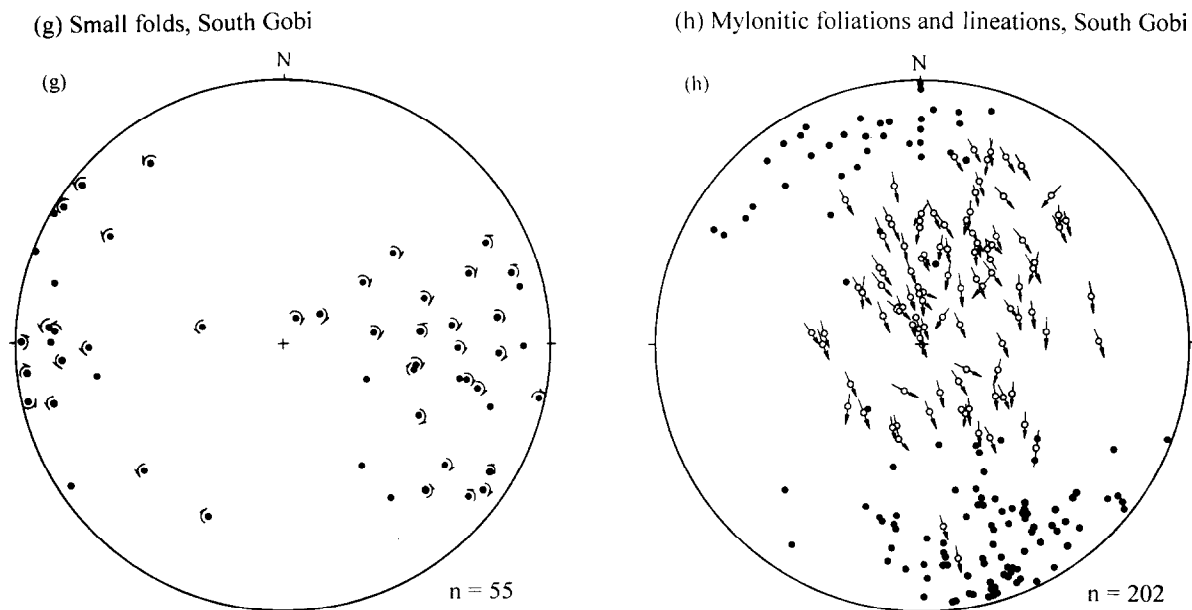 (g) Small folds, South Gobi
(h) Mylonitic foliations and lineations, South Gobi
(g)
N
n = 55
(h)
N
n = 202